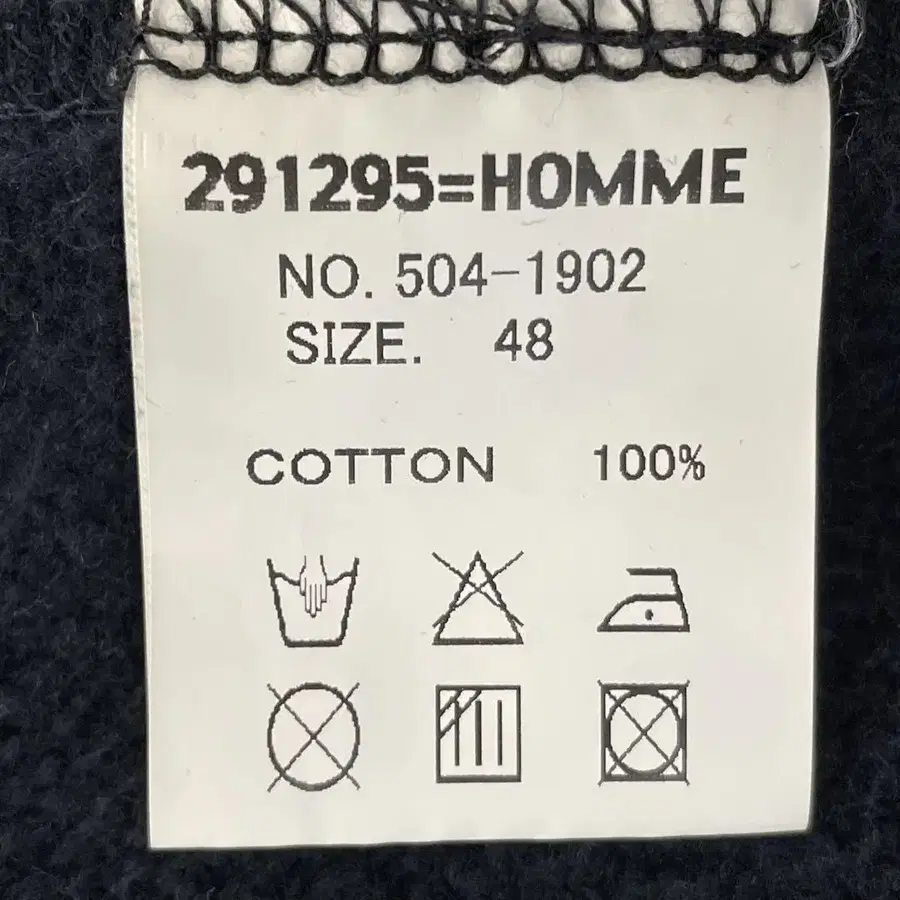 291295=HOMME
NO. 504-1902
SIZE. 48
COTTON 100%